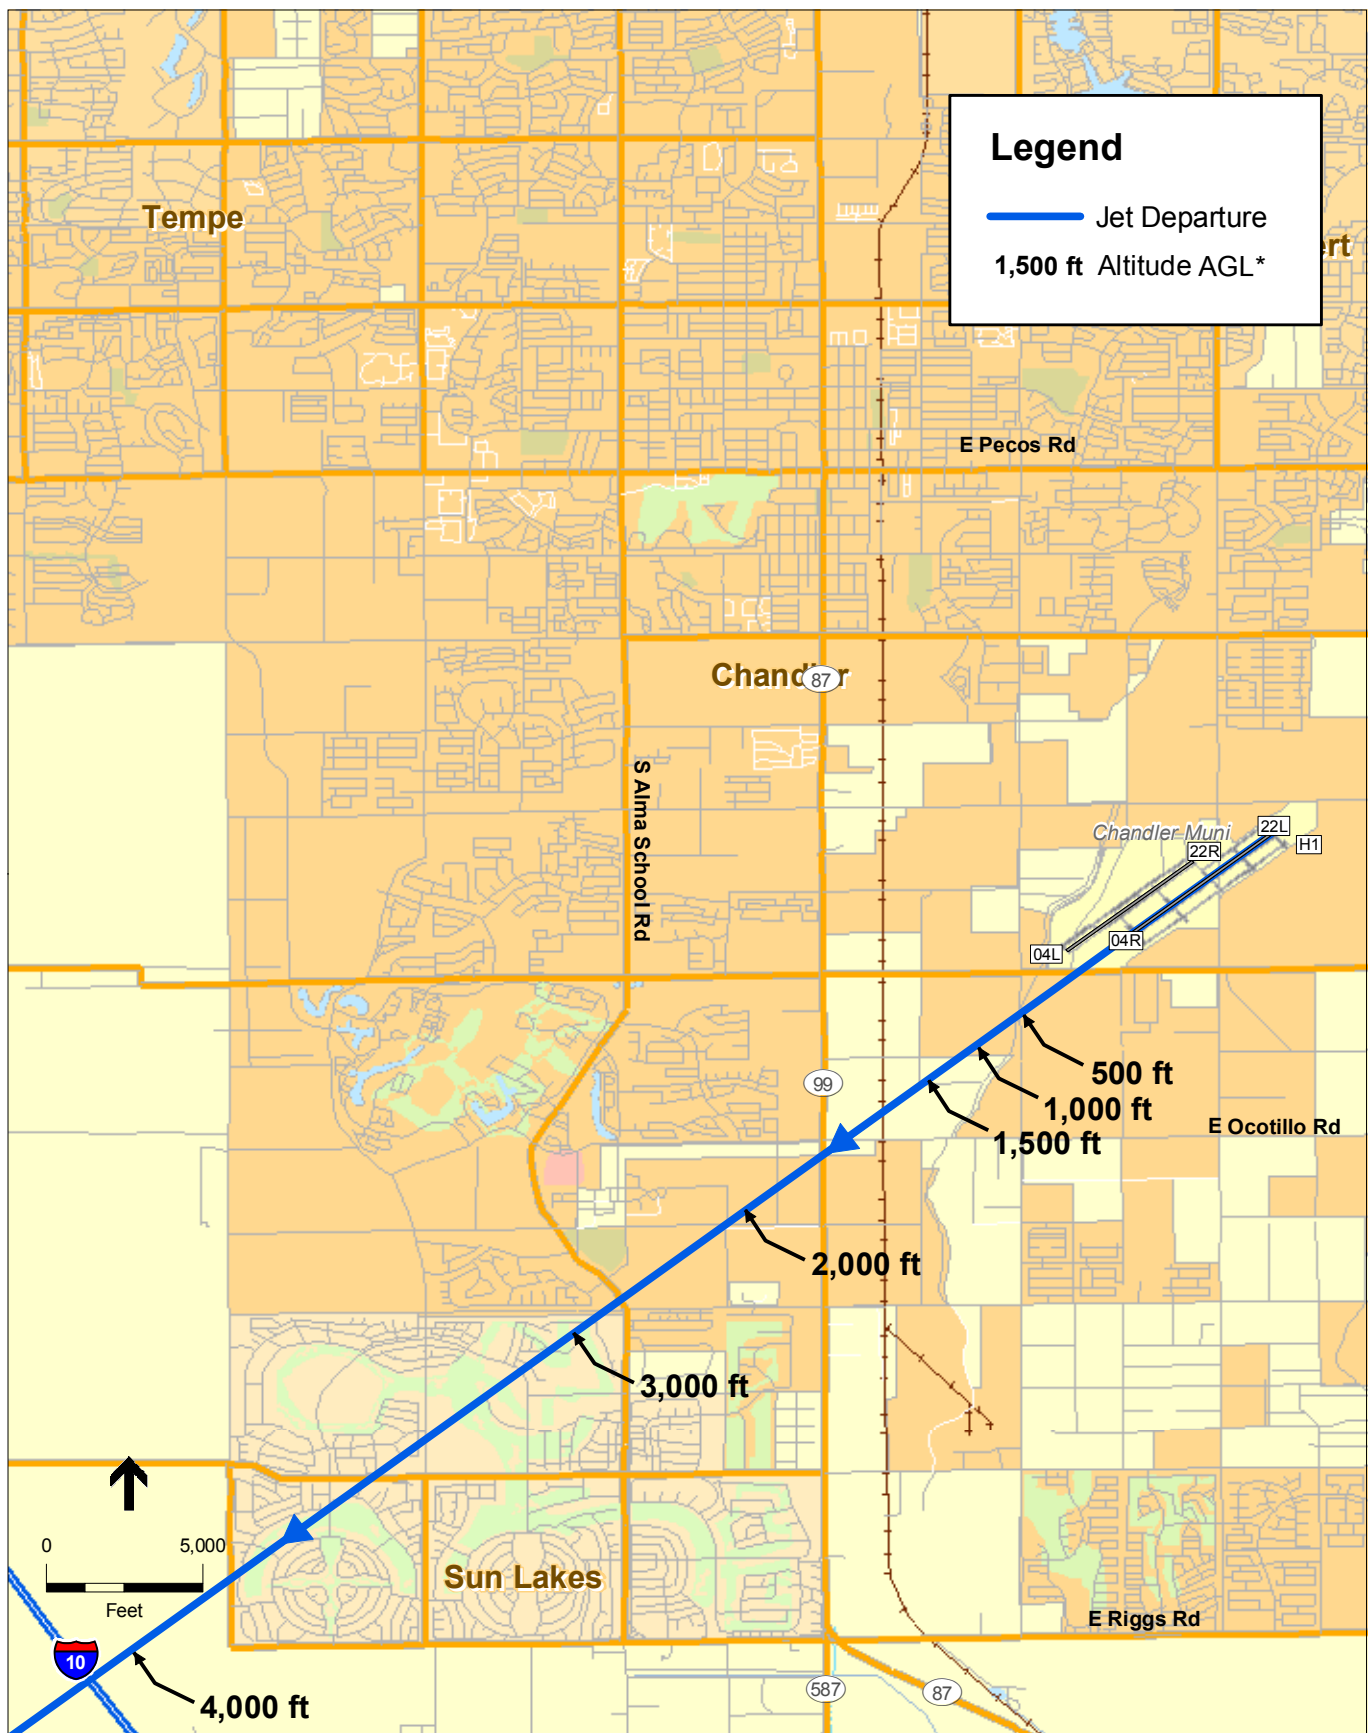 Legend
Jet Departure
1,500 ft Altitude AGL*
ert
Tempe
E Pecos Rd
Chandler
87
S Alma School Rd
Chandler Muni
22L
22R
H1
04R
04L
500 ft
99
1,000 ft
E Ocotillo Rd
1,500 ft
2,000 ft
3,000 ft
0 5,000
Feet
Sun Lakes
E Riggs Rd
10
4,000 ft
587
87